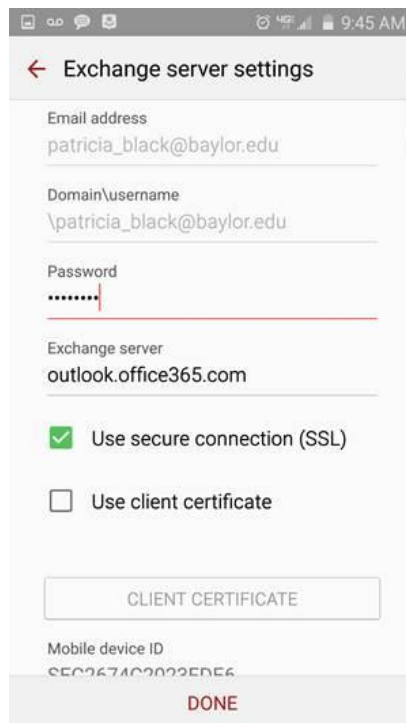 9:45 AM
Exchange server settings
Email address
patricia_black@baylor.edu
Domain\username
\patricia_black@baylor.edu
Password
••••••••
Exchange server
outlook.office365.com
Use secure connection (SSL)
Use client certificate
CLIENT CERTIFICATE
Mobile device ID
SEC2674C2023EDE6
DONE